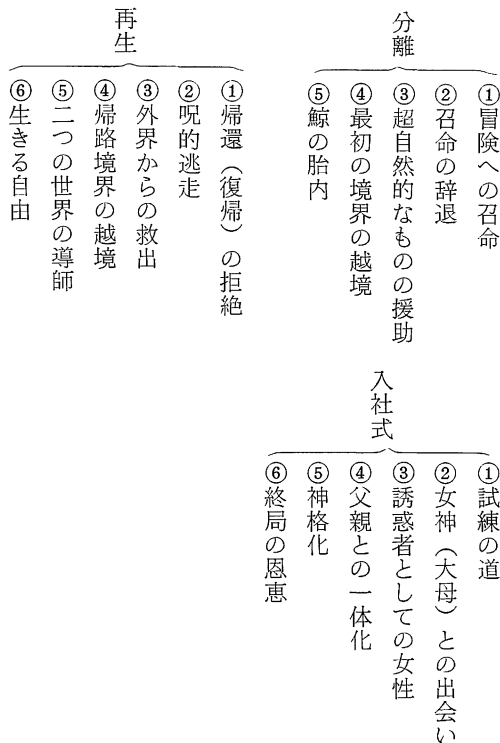 分離
①冒険への召命
②召命の辞退
③超自然的なものの援助
④最初の境界の越境
⑤鯨の胎内
入社式
①試練の道
②女神（大母）との出会い
③誘惑者としての女性
④父親との一体化
⑤神格化
⑥終局の恩恵
再生
①帰還（復帰）の拒絶
②呪的逃走
③外界からの救出
④帰路境界の越境
⑤二つの世界の導師
⑥生きる自由